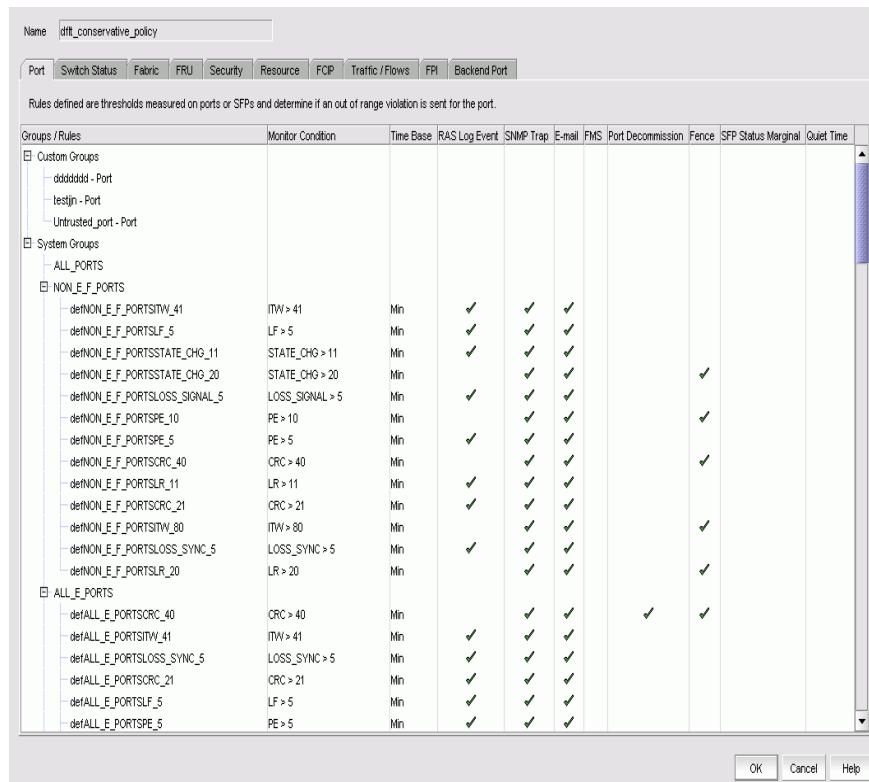 Name dflt_conservative_policy
Port Switch Status Fabric FRU Security Resource FCIP Traffic / Flows FPI Backend Port
Rules defined are thresholds measured on ports or SFPs and determine if an out of range violation is sent for the port.
Groups / Rules Monitor Condition Time Base RAS Log Event SNMP Trap E-mail FMS Port Decommission Fence SFP Status Marginal Quiet Time
Custom Groups
ddddddd - Port
testjn - Port
Untrusted_port - Port
System Groups
ALL_PORTS
NON_E_F_PORTS
defNON_E_F_PORTSITW_41 ITW > 41 Min
defNON_E_F_PORTSLF_5 LF > 5 Min
defNON_E_F_PORTSSTATE_CHG_11 STATE_CHG > 11 Min
defNON_E_F_PORTSSTATE_CHG_20 STATE_CHG > 20 Min
defNON_E_F_PORTSLOSS_SIGNAL_5 LOSS_SIGNAL > 5 Min
defNON_E_F_PORTSPE_10 PE > 10 Min
defNON_E_F_PORTSPE_5 PE > 5 Min
defNON_E_F_PORTSCRC_40 CRC > 40 Min
defNON_E_F_PORTSLR_11 LR > 11 Min
defNON_E_F_PORTSCRC_21 CRC > 21 Min
defNON_E_F_PORTSITW_80 ITW > 80 Min
defNON_E_F_PORTSLOSS_SYNC_5 LOSS_SYNC > 5 Min
defNON_E_F_PORTSLR_20 LR > 20 Min
ALL_E_PORTS
defALL_E_PORTSCRC_40 CRC > 40 Min
defALL_E_PORTSITW_41 ITW > 41 Min
defALL_E_PORTSLOSS_SYNC_5 LOSS_SYNC > 5 Min
defALL_E_PORTSCRC_21 CRC > 21 Min
defALL_E_PORTSLF_5 LF > 5 Min
defALL_E_PORTSPE_5 PE > 5 Min
OK Cancel Help